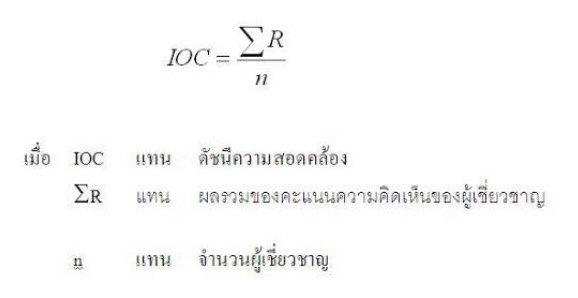 IOC = ∑R / n
เมื่อ IOC แทน ดัชนีความสอดคล้อง
∑R แทน ผลรวมของคะแนนความคิดเห็นของผู้เชี่ยวชาญ
n แทน จำนวนผู้เชี่ยวชาญ